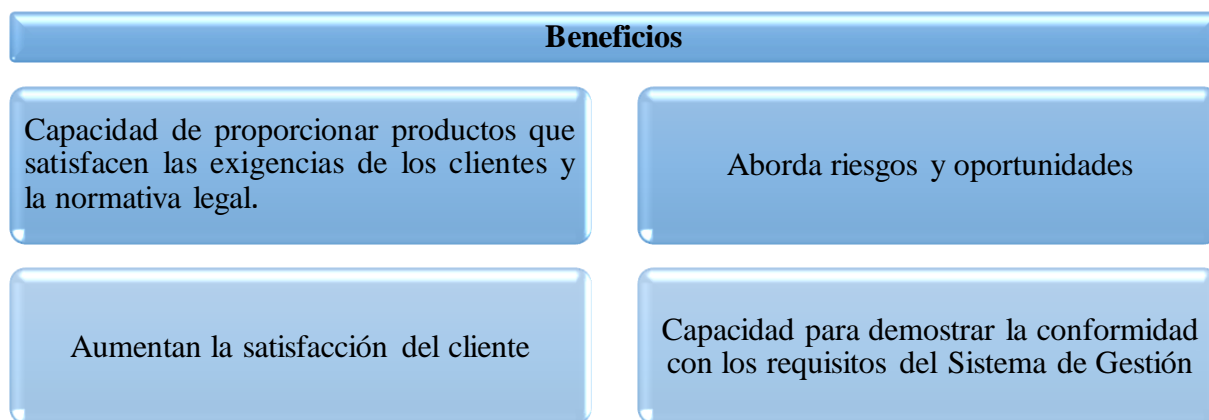 Beneficios
Capacidad de proporcionar productos que
satisfacen las exigencias de los clientes y
la normativa legal.
Aborda riesgos y oportunidades
Aumentan la satisfacción del cliente
Capacidad para demostrar la conformidad
con los requisitos del Sistema de Gestión